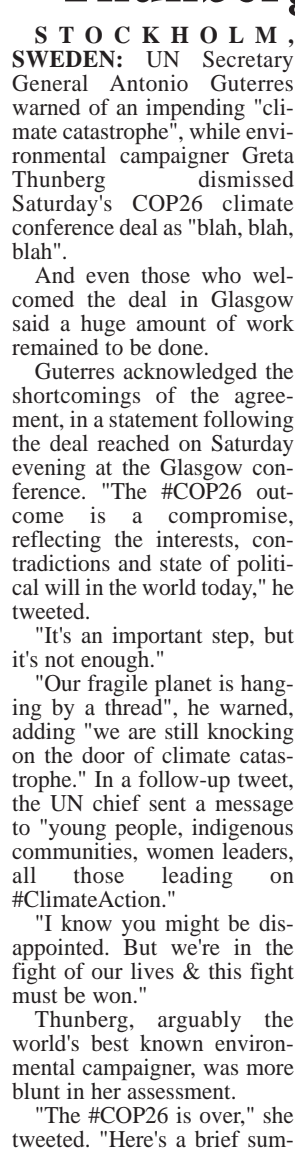 STOCKHOLM,
SWEDEN: UN Secretary
General Antonio Guterres
warned of an impending "cli-
mate catastrophe", while envi-
ronmental campaigner Greta
Thunberg dismissed
Saturday's COP26 climate
conference deal as "blah, blah,
blah".
And even those who wel-
comed the deal in Glasgow
said a huge amount of work
remained to be done.
Guterres acknowledged the
shortcomings of the agree-
ment, in a statement following
the deal reached on Saturday
evening at the Glasgow con-
ference. "The #COP26 out-
come is a compromise,
reflecting the interests, con-
tradictions and state of politi-
cal will in the world today," he
tweeted.
"It's an important step, but
it's not enough."
"Our fragile planet is hang-
ing by a thread", he warned,
adding "we are still knocking
on the door of climate catas-
trophe." In a follow-up tweet,
the UN chief sent a message
to "young people, indigenous
communities, women leaders,
all those leading on
#ClimateAction."
"I know you might be dis-
appointed. But we're in the
fight of our lives & this fight
must be won."
Thunberg, arguably the
world's best known environ-
mental campaigner, was more
blunt in her assessment.
"The #COP26 is over," she
tweeted. "Here's a brief sum-